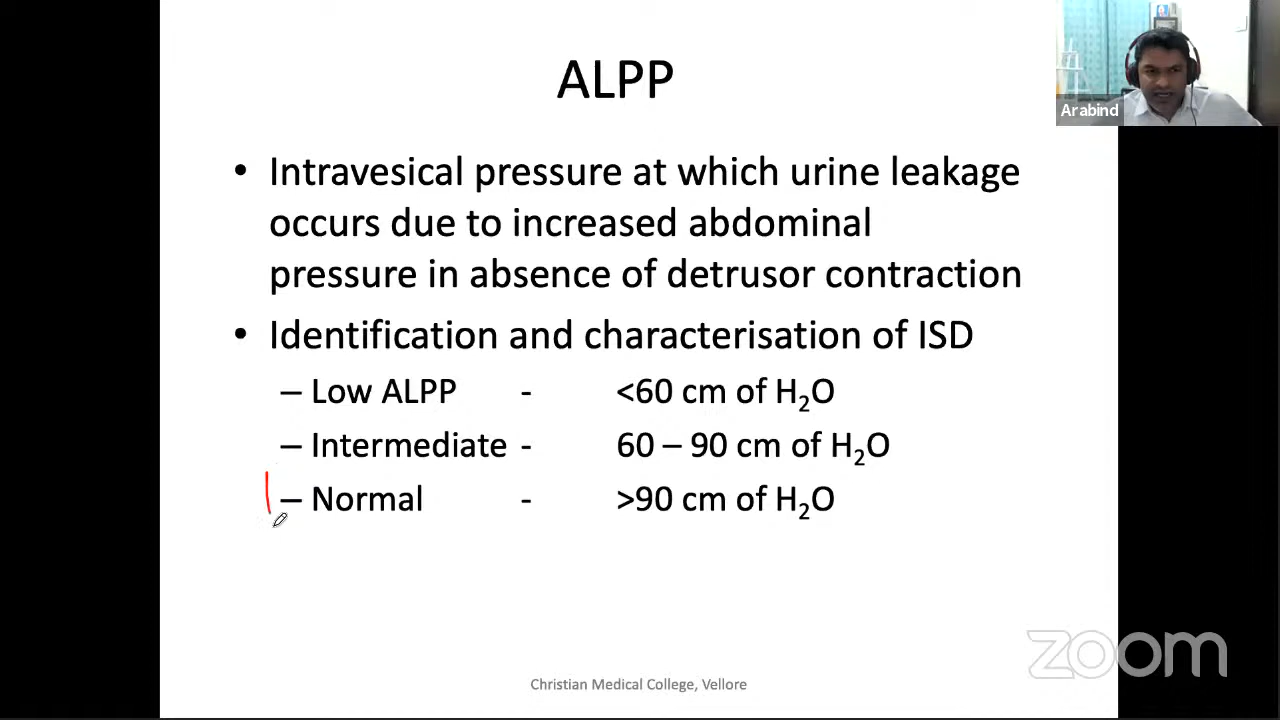 ALPP
Arabind
• Intravesical pressure at which urine leakage
occurs due to increased abdominal
pressure in absence of detrusor contraction
• Identification and characterisation of ISD
– Low ALPP - <60 cm of H₂O
– Intermediate - 60 – 90 cm of H₂O
– Normal - >90 cm of H₂O
zoom
Christian Medical College, Vellore